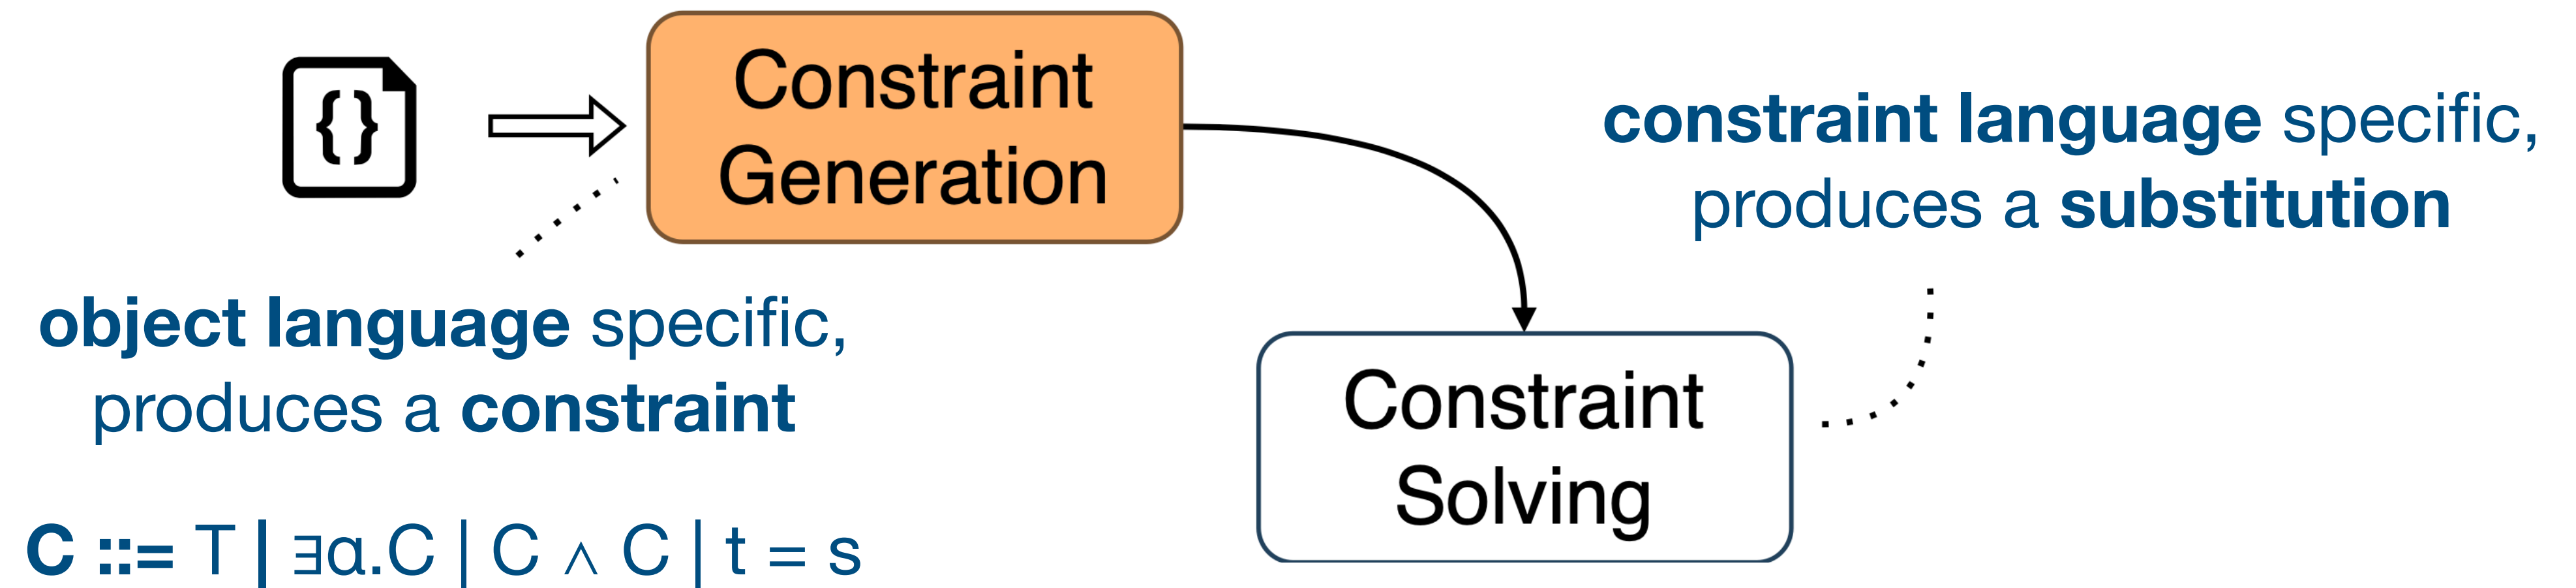 {}
Constraint
Generation
constraint language specific,
produces a substitution
object language specific,
produces a constraint
Constraint
Solving
C ::= T | ∃α.C | C ∧ C | t = s